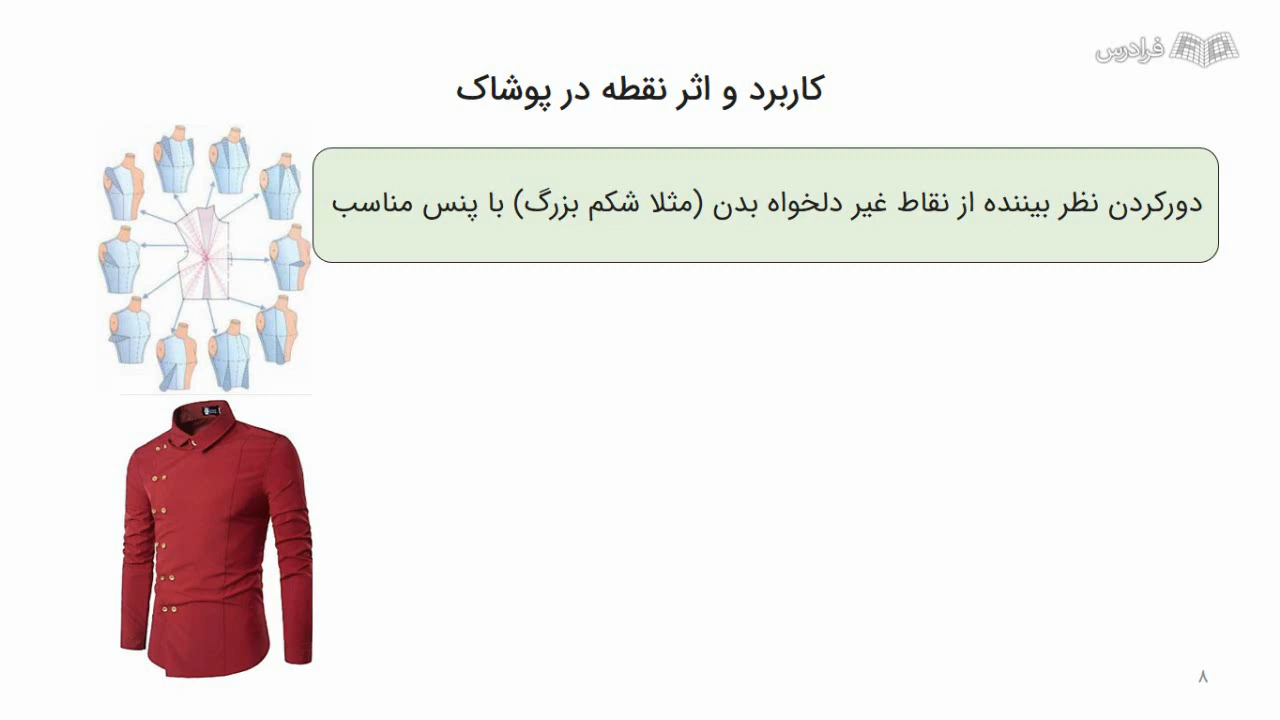 فرادرس
کاربرد و اثر نقطه در پوشاک
دورکردن نظر بیننده از نقاط غیر دلخواه بدن (مثلا شکم بزرگ) با پنس مناسب
۸